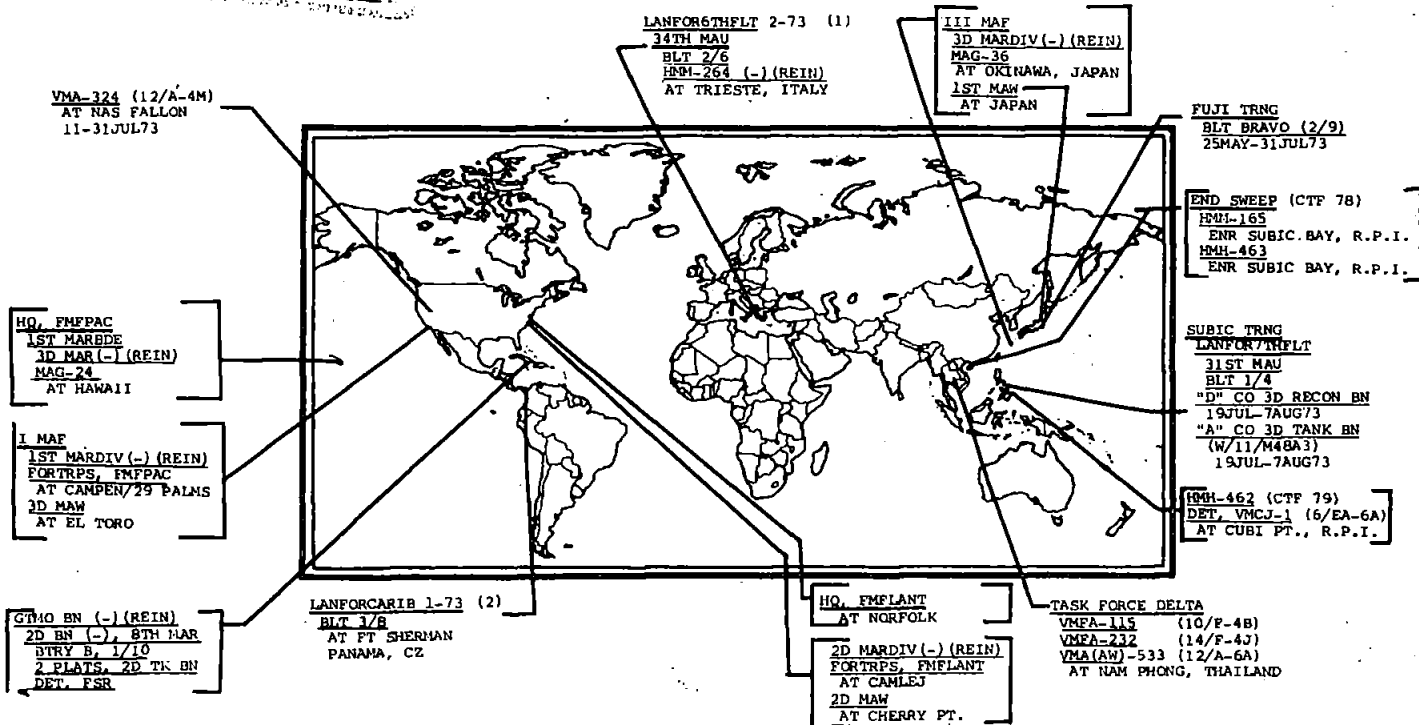 LANFOR6THFLT 2-73 (1)
34TH MAU
BLT 2/6
HMM-264 (-)(REIN)
AT TRIESTE, ITALY
III MAF
3D MARDIV(-)(REIN)
MAG-36
AT OKINAWA, JAPAN
1ST MAW
AT JAPAN
VMA-324 (12/A-4M)
AT NAS FALLON
11-31JUL73
FUJI TRNG
BLT BRAVO (2/9)
25MAY-31JUL73
END SWEEP (CTF 78)
HMM-165
ENR SUBIC.BAY, R.P.I.
HMH-463
ENR SUBIC BAY, R.P.I.
HQ, FMFPAC
1ST MARBDE
3D MAR(-)(REIN)
MAG-24
AT HAWAII
SUBIC TRNG
LANFOR7THFLT
31ST MAU
BLT 1/4
"D" CO 3D RECON BN
19JUL-7AUG73
"A" CO 3D TANK BN
(W/11/M48A3)
19JUL-7AUG73
I MAF
1ST MARDIV(-)(REIN)
FORTRPS, FMFPAC
AT CAMPEN/29 PALMS
3D MAW
AT EL TORO
HMH-462 (CTF 79)
DET, VMCJ-1 (6/EA-6A)
AT CUBI PT., R.P.I.
GTMO BN (-)(REIN)
2D BN (-), 8TH MAR
BTRY B, 1/10
2 PLATS, 2D TK BN
DET, FSR
LANFORCARIB 1-73 (2)
BLT 3/8
AT FT SHERMAN
PANAMA, CZ
HQ, FMFLANT
AT NORFOLK
2D MARDIV(-)(REIN)
FORTRPS, FMFLANT
AT CAMLEJ
2D MAW
AT CHERRY PT.
TASK FORCE DELTA
VMFA-115 (10/F-4B)
VMFA-232 (14/F-4J)
VMA(AW)-533 (12/A-6A)
AT NAM PHONG, THAILAND